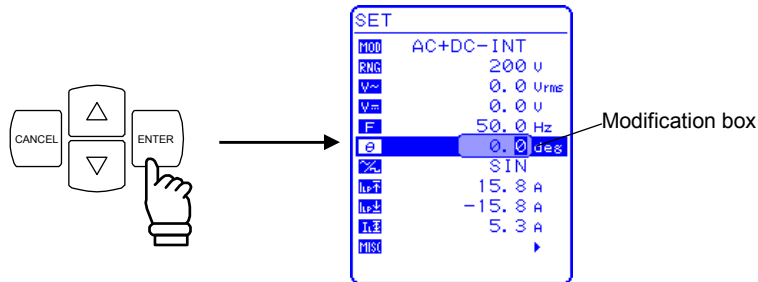 CANCEL
ENTER
SET
MOD AC+DC-INT
RNG 200 V
V~ 0.0 Vrms
V⎓ 0.0 V
F 50.0 Hz
θ 0.0 deg
SIN
15.8 A
-15.8 A
5.3 A
MISC
Modification box